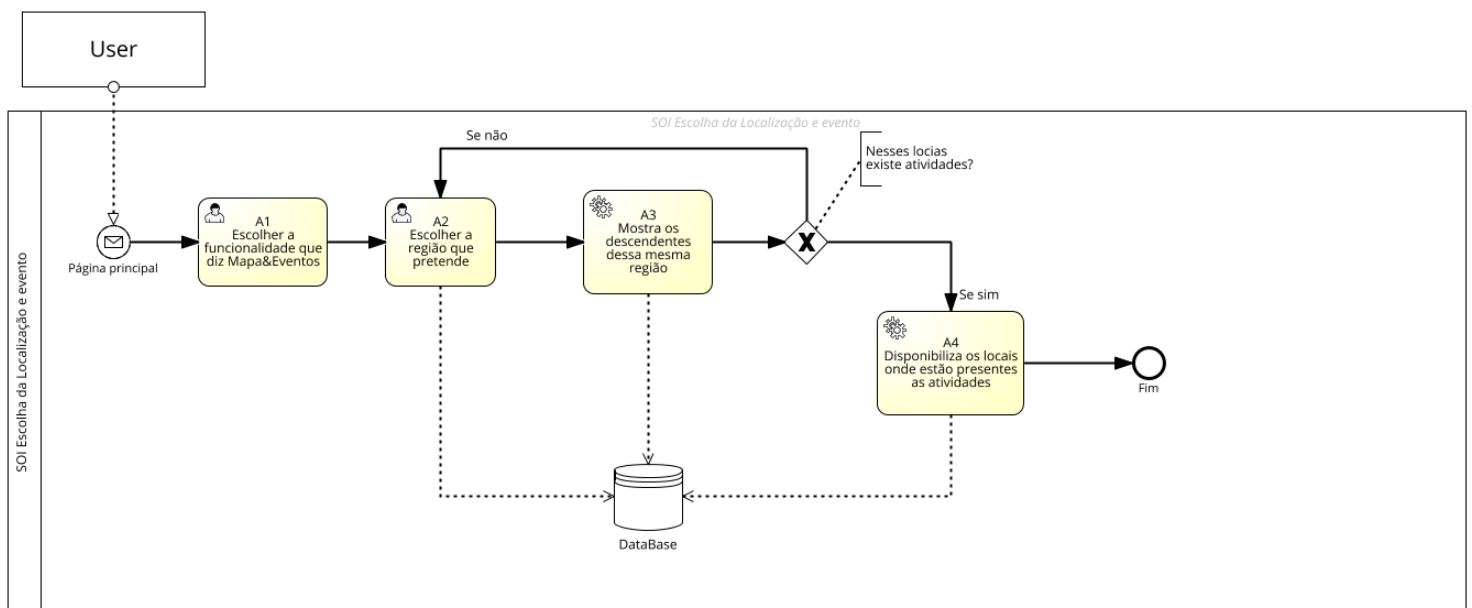 User
SOI Escolha da Localização e evento
SOI Escolha da Localização e evento
Se não
Nesses locias
existe atividades?
Página principal
A1
Escolher a
funcionalidade que
diz Mapa&Eventos
A2
Escolher a
região que
pretende
A3
Mostra os
descendentes
dessa mesma
região
X
Se sim
A4
Disponibiliza os locais
onde estão presentes
as atividades
Fim
DataBase